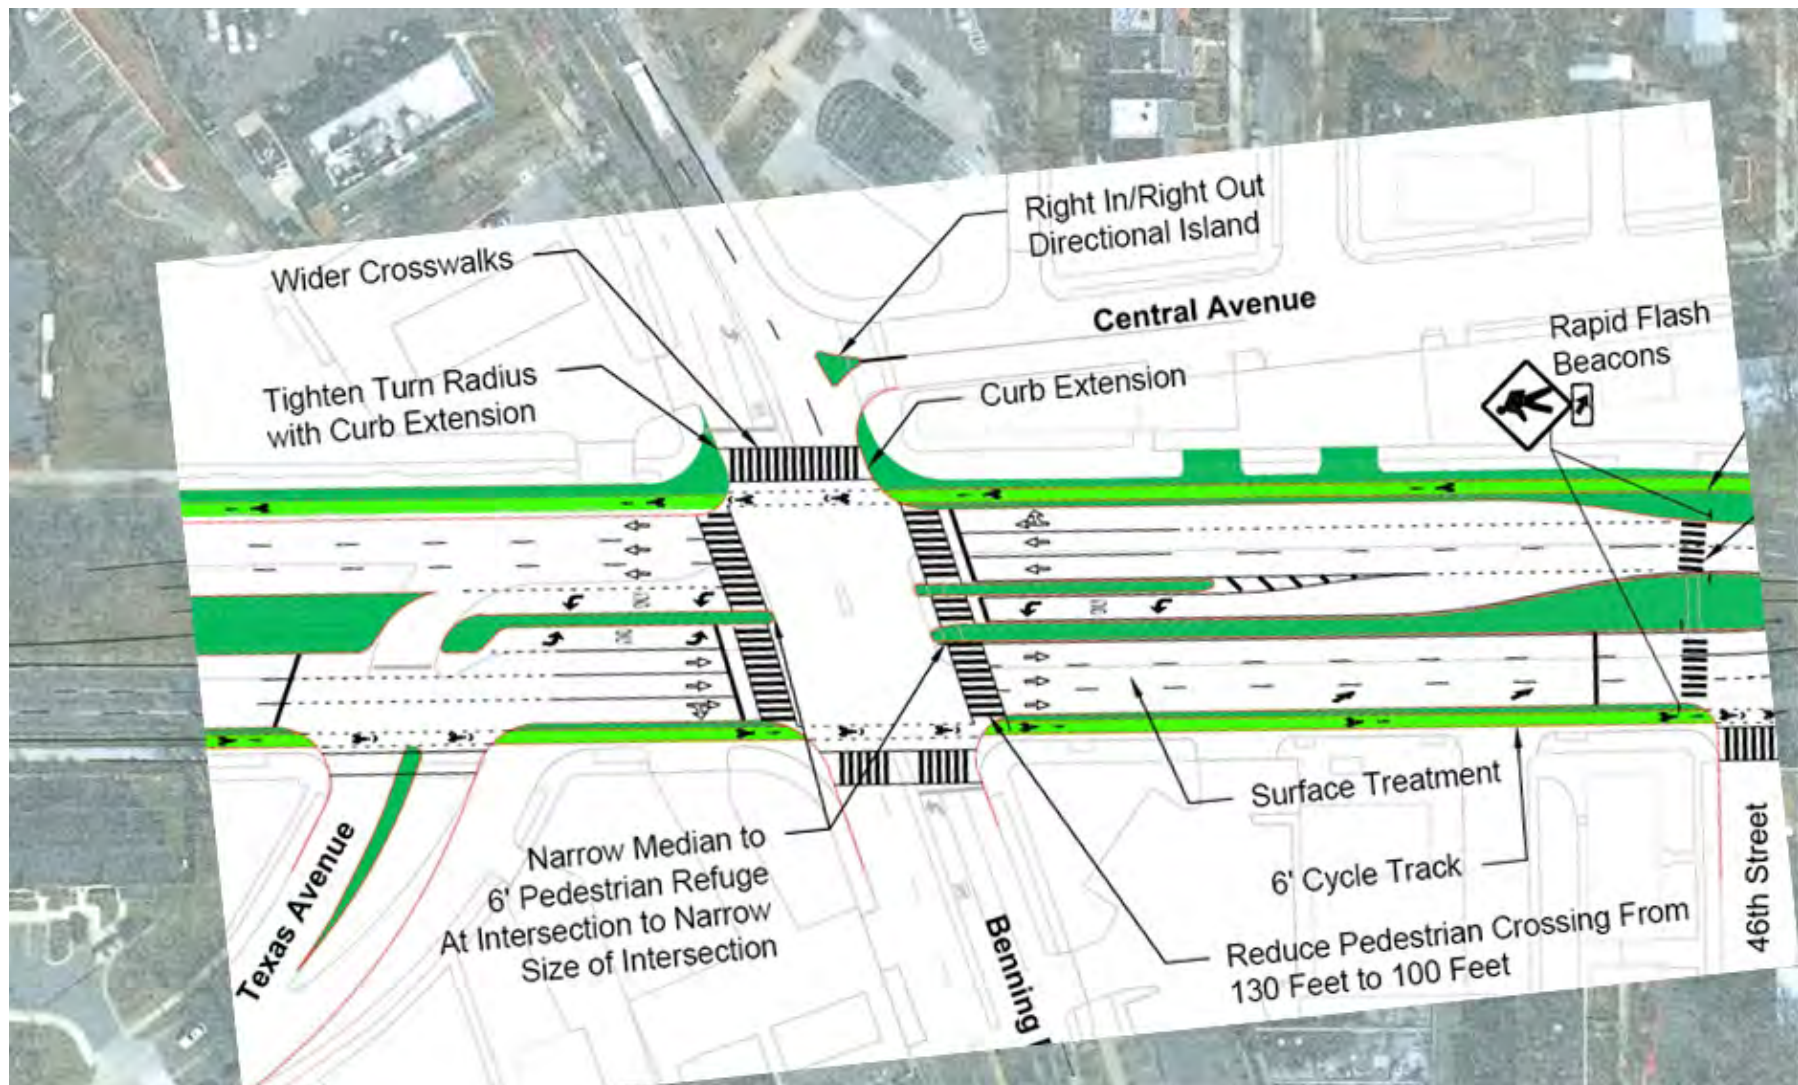 Right In/Right Out
Directional Island
Wider Crosswalks
Central Avenue
Rapid Flash
Beacons
Tighten Turn Radius
with Curb Extension
Curb Extension
Surface Treatment
Narrow Median to
6' Pedestrian Refuge
At Intersection to Narrow
Size of Intersection
6' Cycle Track
Reduce Pedestrian Crossing From
130 Feet to 100 Feet
Texas Avenue
Benning
46th Street